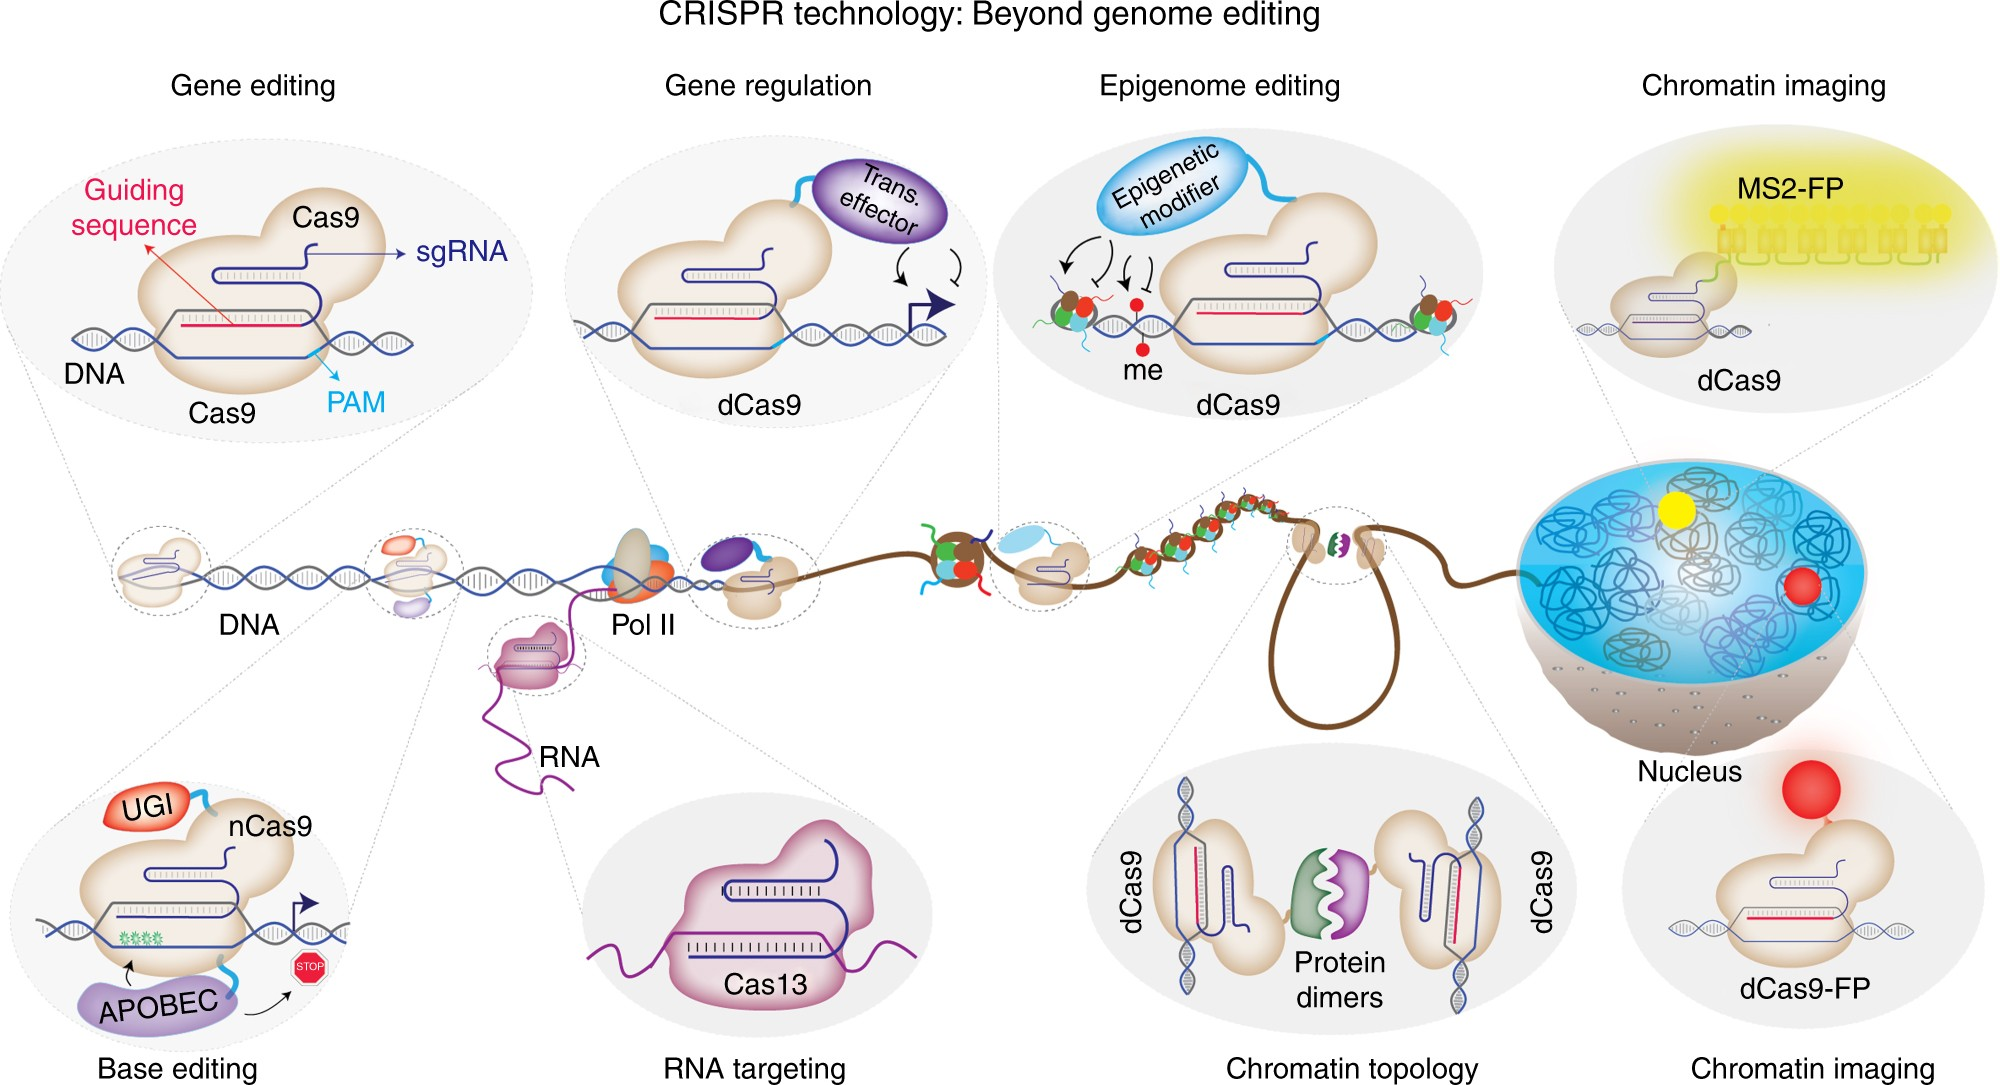 CRISPR technology: Beyond genome editing
Gene editing
Gene regulation
Epigenome editing
Chromatin imaging
Guiding
sequence
Cas9
sgRNA
DNA
PAM
Cas9
Trans.
effector
dCas9
Epigenetic
modifier
me
dCas9
MS2-FP
dCas9
DNA
Pol II
RNA
Nucleus
UGI
nCas9
STOP
APOBEC
Base editing
Cas13
RNA targeting
dCas9
Protein
dimers
dCas9
Chromatin topology
dCas9-FP
Chromatin imaging